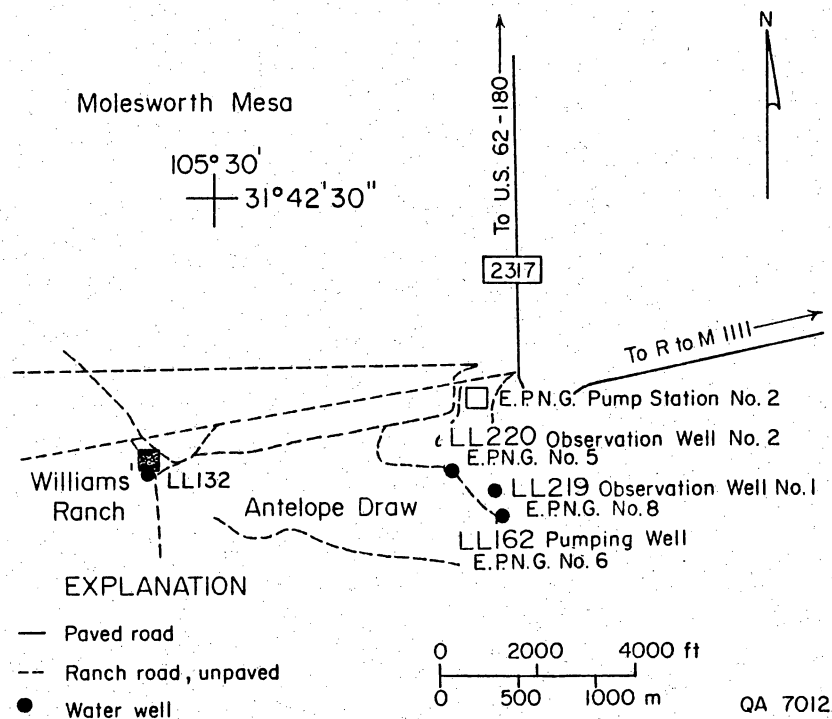 N
To U.S. 62-180
Molesworth Mesa
105° 30'
31° 42' 30"
2317
To R to M 1111
E.P.N.G. Pump Station No. 2
LL220 Observation Well No. 2
E.P.N.G. No. 5
Williams Ranch
LL132
LL219 Observation Well No. 1
E.P.N.G. No. 8
Antelope Draw
LL162 Pumping Well
E.P.N.G. No. 6
EXPLANATION
Paved road
Ranch road, unpaved
Water well
0 2000 4000 ft
0 500 1000 m
QA 7012